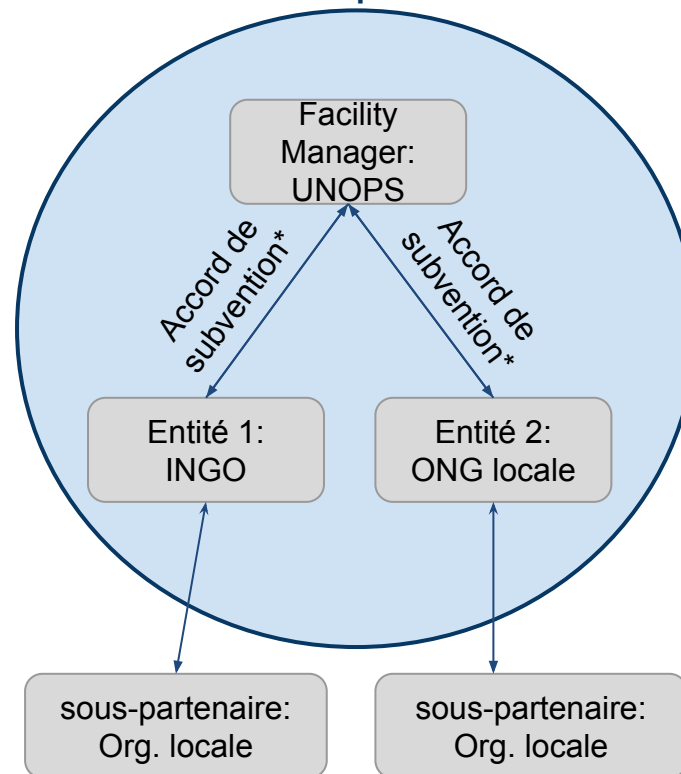 Facility
Manager:
UNOPS
Accord de
subvention*
Accord de
subvention*
Entité 1:
INGO
Entité 2:
ONG locale
sous-partenaire:
Org. locale
sous-partenaire:
Org. locale